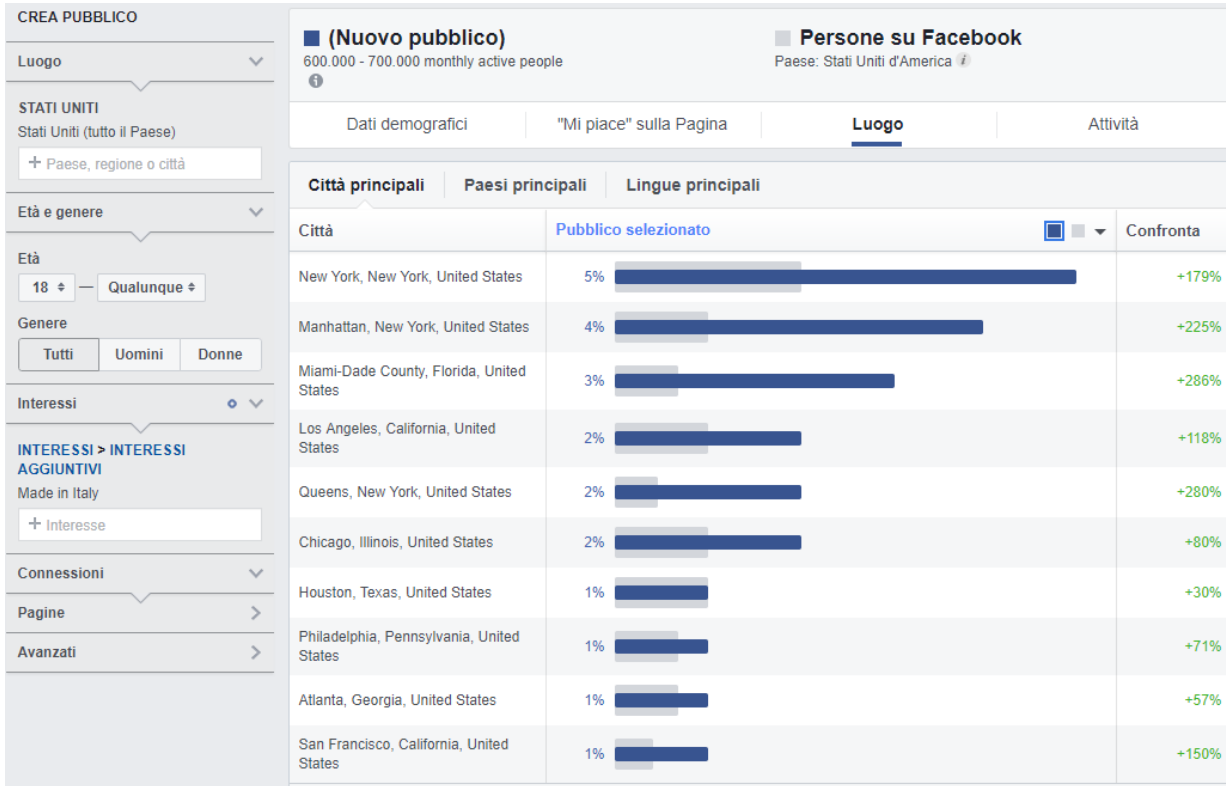 CREA PUBBLICO
Luogo
STATI UNITI
Stati Uniti (tutto il Paese)
+ Paese, regione o città
Età e genere
Età
18 — Qualunque
Genere
Tutti Uomini Donne
Interessi
INTERESSI > INTERESSI
AGGIUNTIVI
Made in Italy
+ Interesse
Connessioni
Pagine
Avanzati
(Nuovo pubblico)
600.000 - 700.000 monthly active people
i
Persone su Facebook
Paese: Stati Uniti d'America i
Dati demografici "Mi piace" sulla Pagina Luogo Attività
Città principali Paesi principali Lingue principali
Città Pubblico selezionato Confronta
New York, New York, United States 5% +179%
Manhattan, New York, United States 4% +225%
Miami-Dade County, Florida, United
States 3% +286%
Los Angeles, California, United
States 2% +118%
Queens, New York, United States 2% +280%
Chicago, Illinois, United States 2% +80%
Houston, Texas, United States 1% +30%
Philadelphia, Pennsylvania, United
States 1% +71%
Atlanta, Georgia, United States 1% +57%
San Francisco, California, United
States 1% +150%